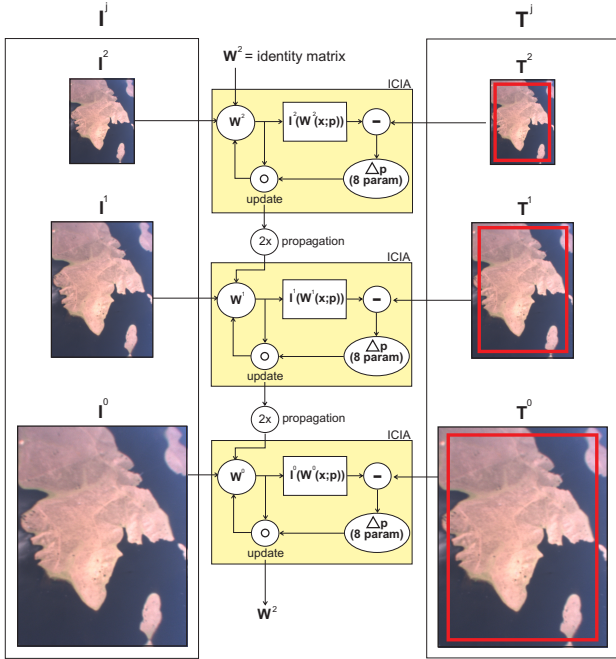 I^j
T^j
I^2
W^2 = identity matrix
T^2
ICIA
W^2
I^2(W^2(x;p))
−
△p
(8 param)
o
update
2x propagation
I^1
T^1
ICIA
W^1
I^1(W^1(x;p))
−
△p
(8 param)
o
update
2x propagation
I^0
T^0
ICIA
W^0
I^0(W^0(x;p))
−
△p
(8 param)
o
update
W^2